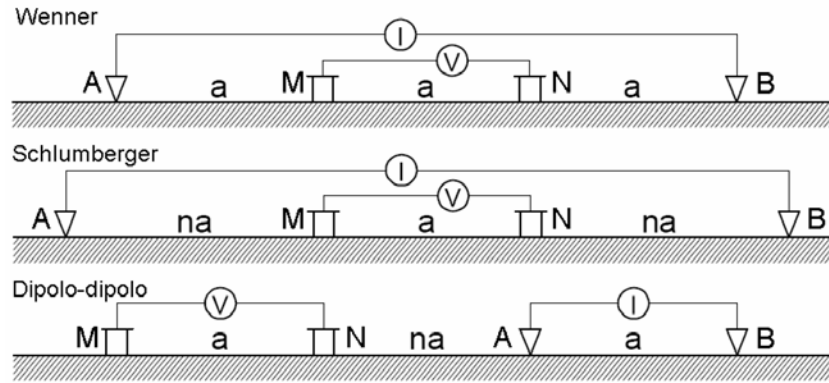 Wenner
I
V
A a M a N a B
Schlumberger
I
V
A na M a N na B
Dipolo-dipolo
V I
M a N na A a B